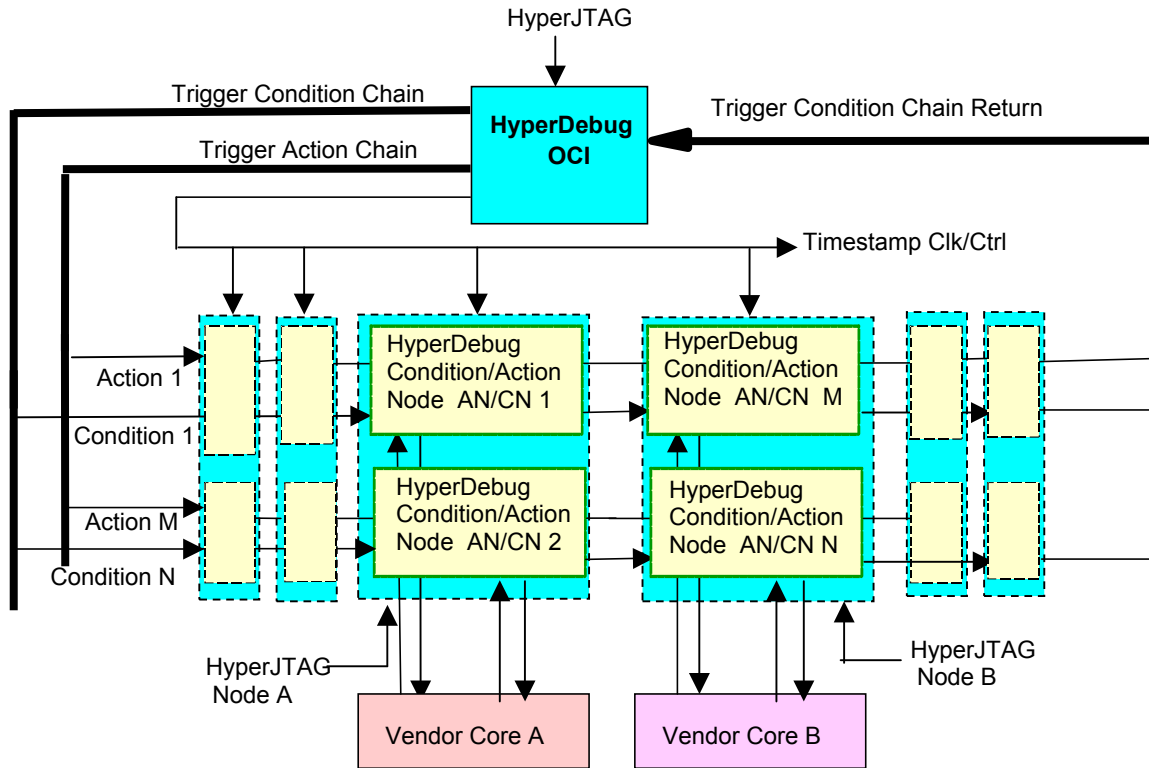 HyperJTAG
Trigger Condition Chain
HyperDebug
OCI
Trigger Condition Chain Return
Trigger Action Chain
Timestamp Clk/Ctrl
HyperDebug
Condition/Action
Node AN/CN 1
HyperDebug
Condition/Action
Node AN/CN M
Action 1
Condition 1
HyperDebug
Condition/Action
Node AN/CN 2
HyperDebug
Condition/Action
Node AN/CN N
Action M
Condition N
HyperJTAG
Node A
HyperJTAG
Node B
Vendor Core A
Vendor Core B